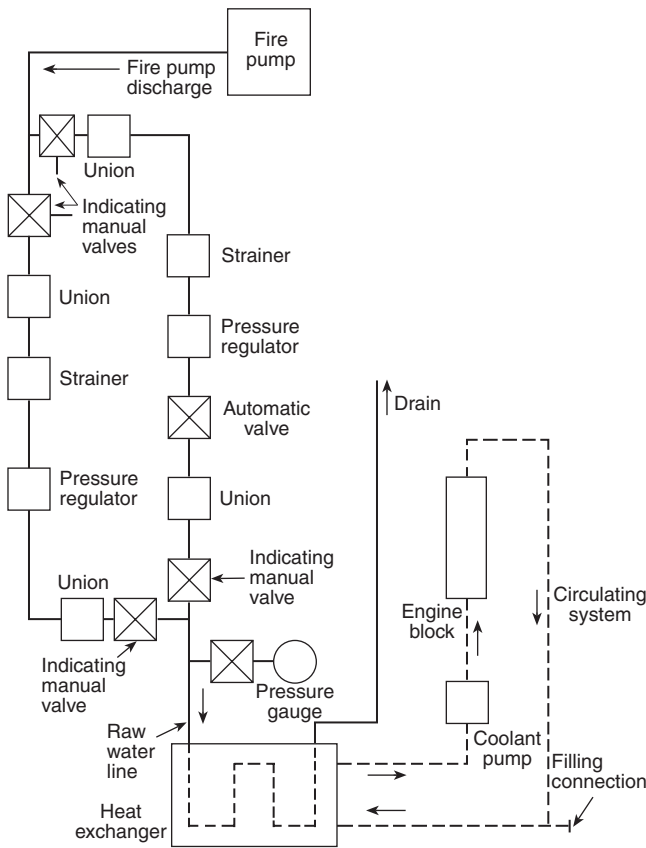 Fire
pump
Fire pump
discharge
Union
Indicating
manual
valves
Strainer
Union
Pressure
regulator
Strainer
Automatic
valve
Drain
Pressure
regulator
Union
Indicating
manual
valve
Union
Engine
block
Circulating
system
Indicating
manual
valve
Pressure
gauge
Raw
water
line
Coolant
pump
Filling
connection
Heat
exchanger